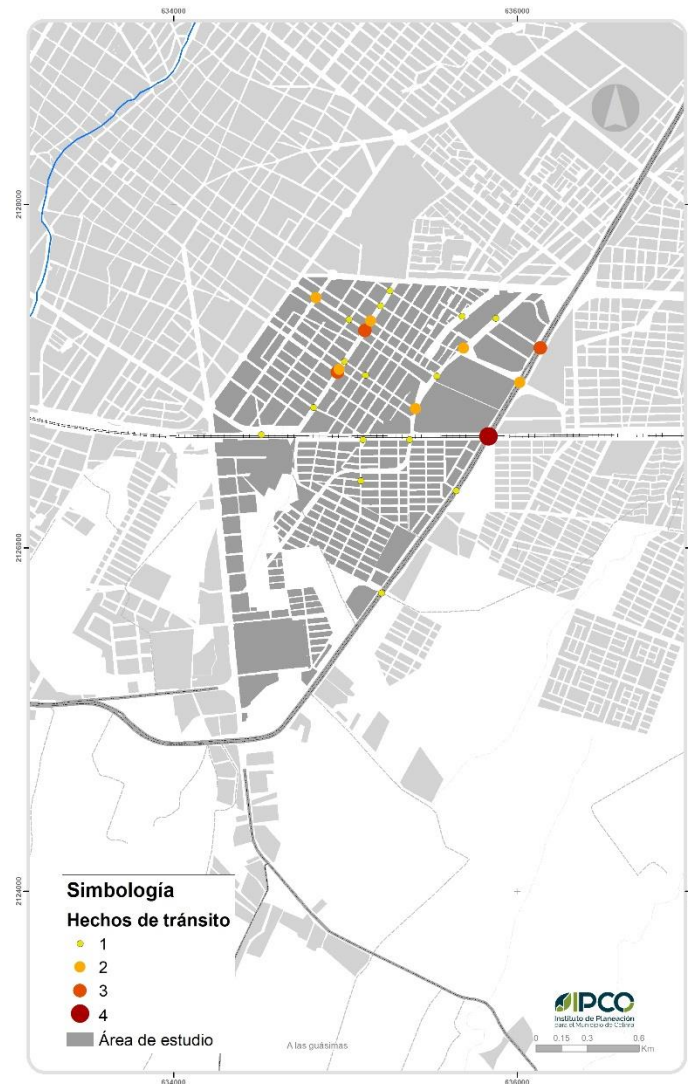 634000
636000
2128000
2126000
2124000
Simbología
Hechos de tránsito
1
2
3
4
Área de estudio
A las guásimas
IPCO
Instituto de Planeación
para el Municipio de Colima
0 0.15 0.3 0.6
Km
634000
636000